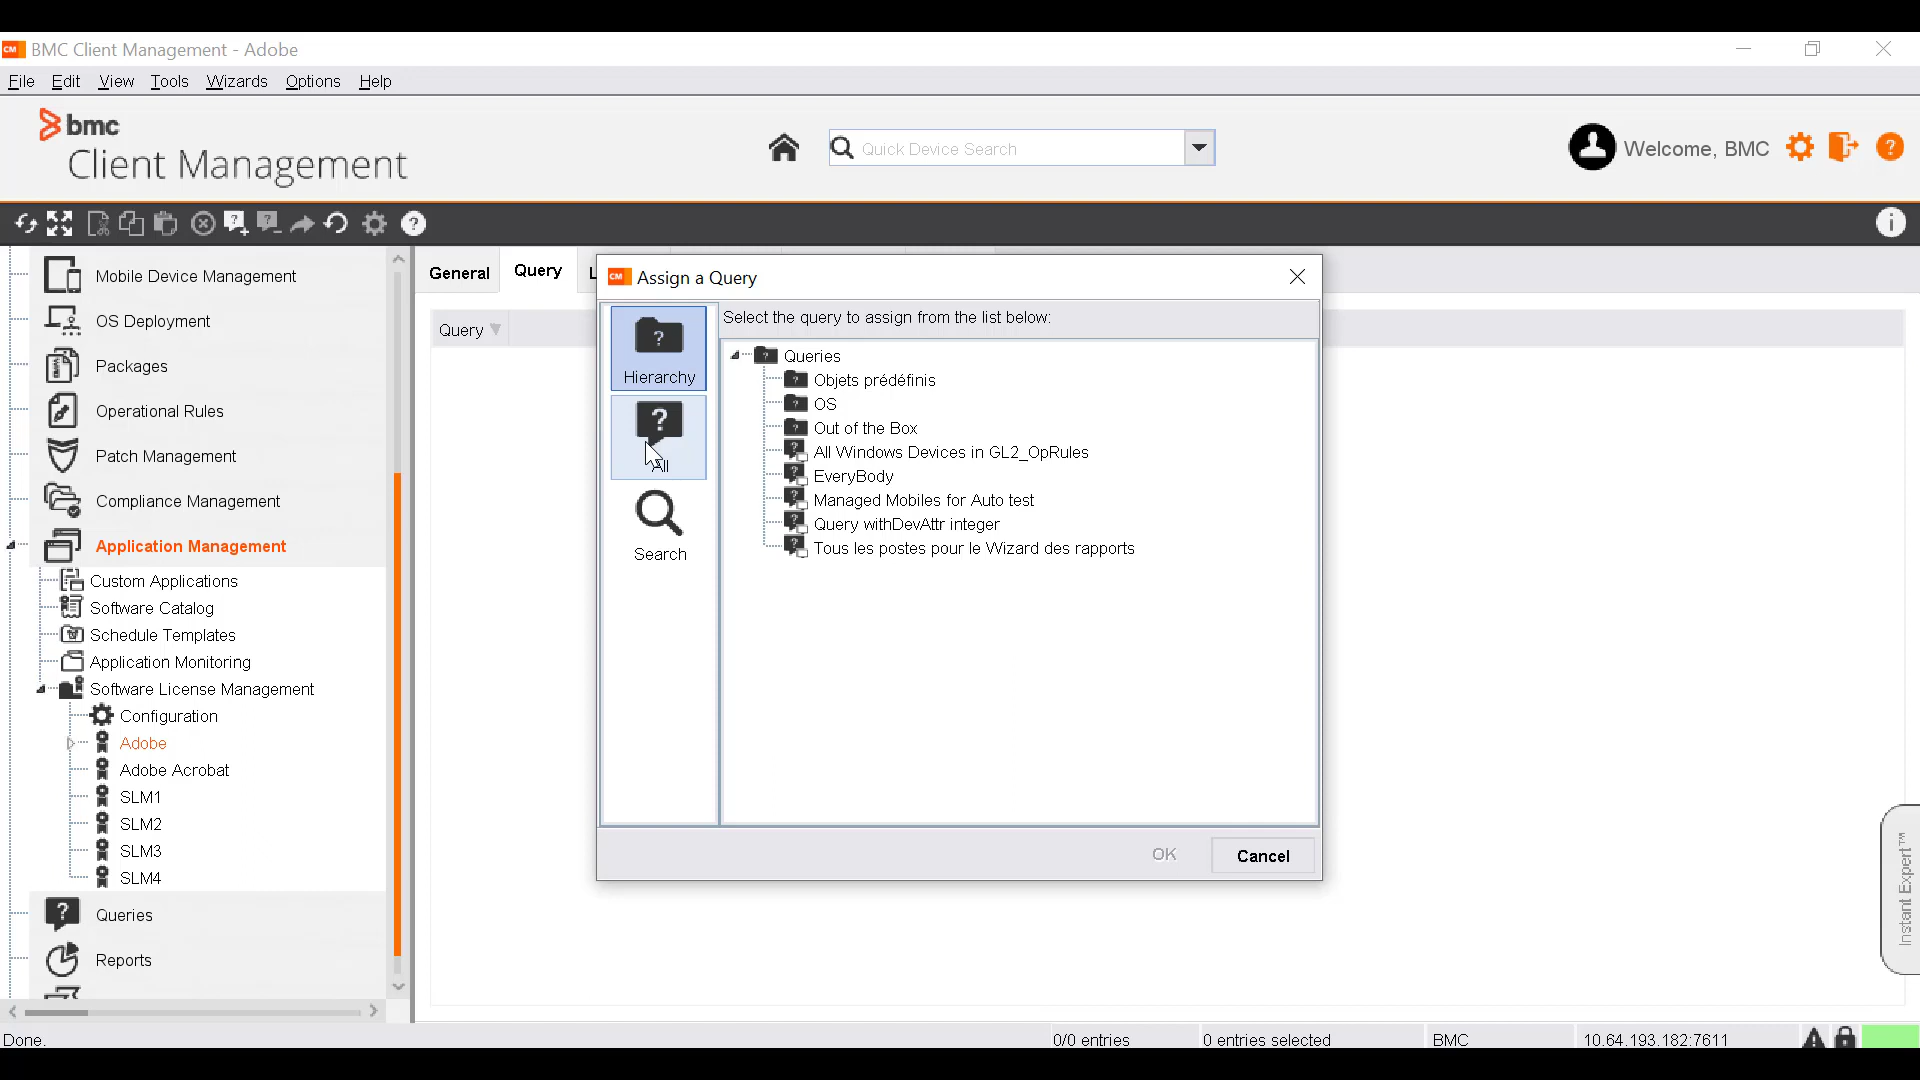 BMC Client Management - Adobe
File Edit View Tools Wizards Options Help
bmc
Client Management
Quick Device Search
Welcome, BMC
Mobile Device Management
OS Deployment
Packages
Operational Rules
Patch Management
Compliance Management
Application Management
Custom Applications
Software Catalog
Schedule Templates
Application Monitoring
Software License Management
Configuration
Adobe
Adobe Acrobat
SLM1
SLM2
SLM3
SLM4
Queries
Reports
General Query
Query
CM Assign a Query
Hierarchy
All
Search
Select the query to assign from the list below:
Queries
Objets prédéfinis
OS
Out of the Box
All Windows Devices in GL2_OpRules
EveryBody
Managed Mobiles for Auto test
Query withDevAttr integer
Tous les postes pour le Wizard des rapports
OK Cancel
Instant Expert™
Done. 0/0 entries 0 entries selected BMC 10.64.193.182:7611